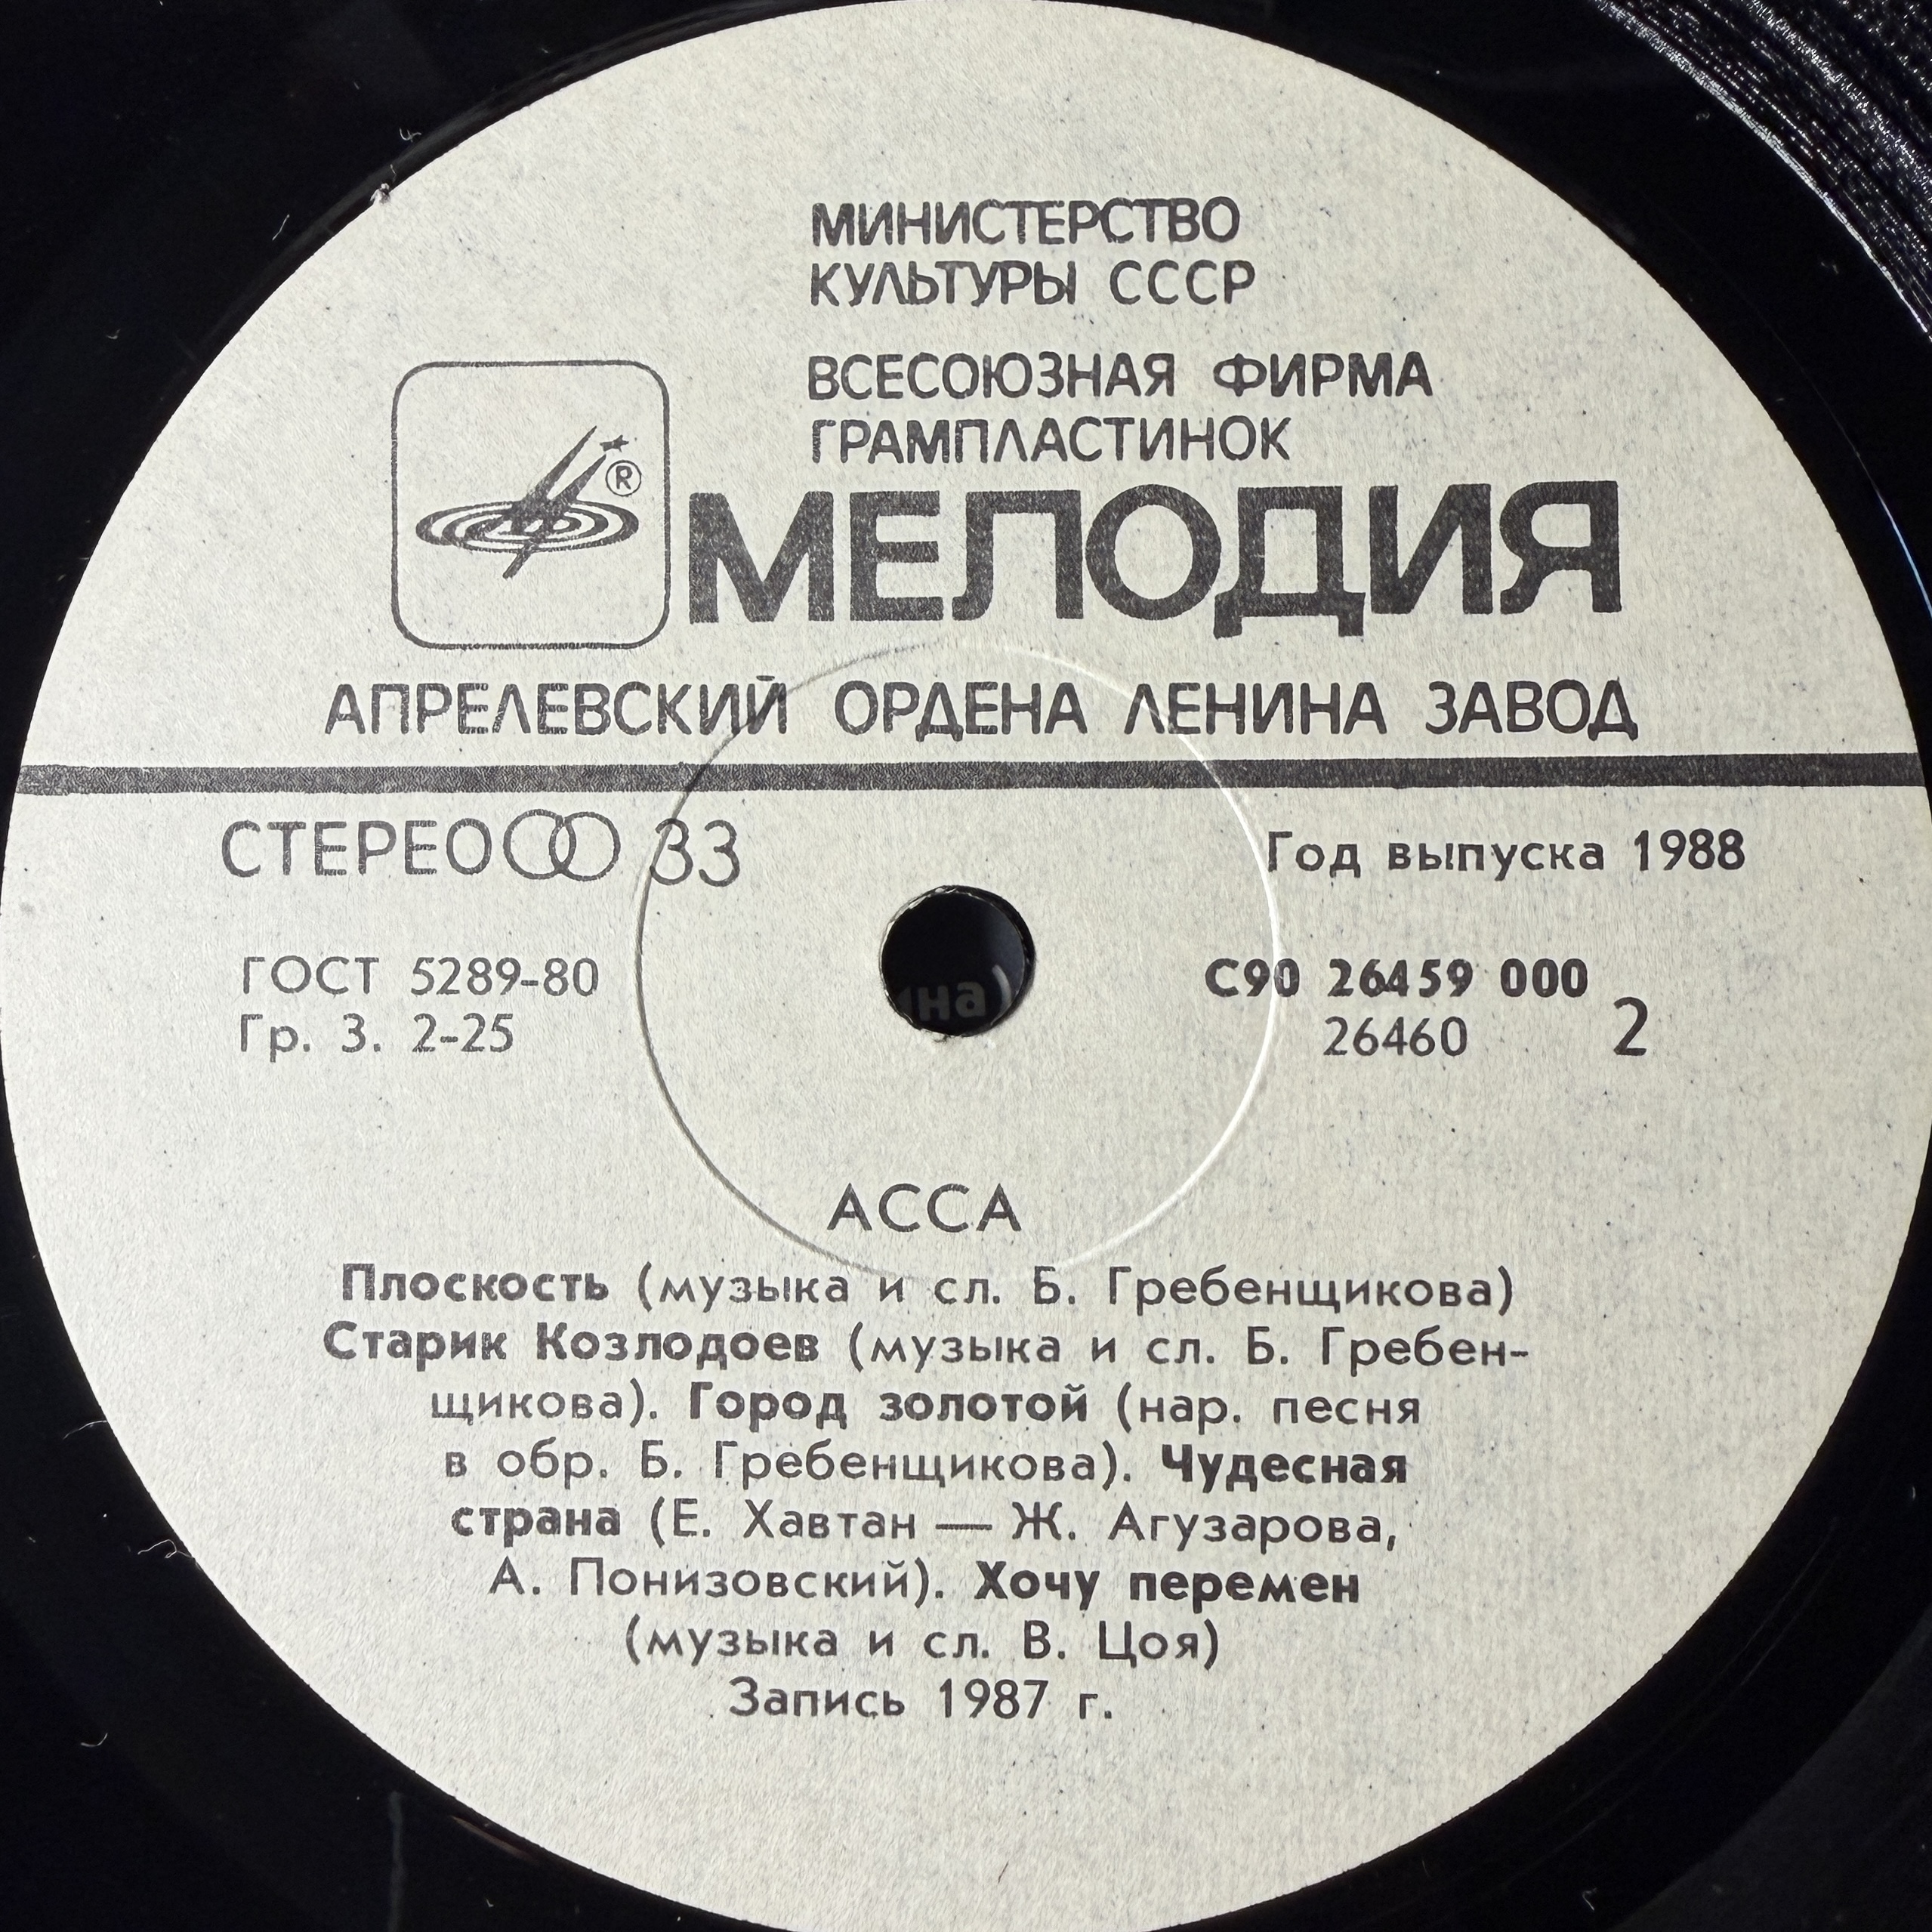 МИНИСТЕРСТВО
КУЛЬТУРЫ СССР
ВСЕСОЮЗНАЯ ФИРМА
ГРАМПЛАСТИНОК
®
МЕЛОДИЯ
АПРЕЛЕВСКИЙ ОРДЕНА ЛЕНИНА ЗАВОД
СТЕРЕО 33
Год выпуска 1988
ГОСТ 5289-80
Гр. 3. 2-25
С90 26459 000
26460 2
АССА
Плоскость (музыка и сл. Б. Гребенщикова)
Старик Козлодоев (музыка и сл. Б. Гребен-
щикова). Город золотой (нар. песня
в обр. Б. Гребенщикова). Чудесная
страна (Е. Хавтан — Ж. Агузарова,
А. Понизовский). Хочу перемен
(музыка и сл. В. Цоя)
Запись 1987 г.